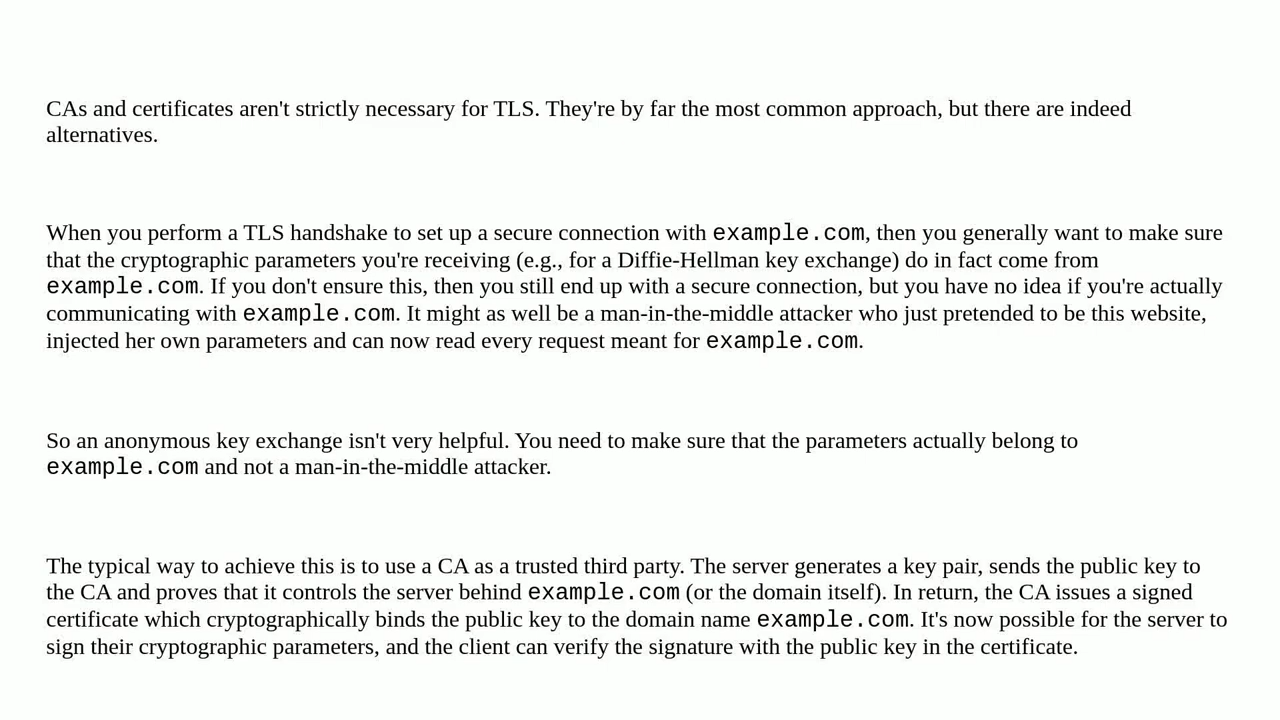 CAs and certificates aren't strictly necessary for TLS. They're by far the most common approach, but there are indeed
alternatives.
When you perform a TLS handshake to set up a secure connection with example.com, then you generally want to make sure
that the cryptographic parameters you're receiving (e.g., for a Diffie-Hellman key exchange) do in fact come from
example.com. If you don't ensure this, then you still end up with a secure connection, but you have no idea if you're actually
communicating with example.com. It might as well be a man-in-the-middle attacker who just pretended to be this website,
injected her own parameters and can now read every request meant for example.com.
So an anonymous key exchange isn't very helpful. You need to make sure that the parameters actually belong to
example.com and not a man-in-the-middle attacker.
The typical way to achieve this is to use a CA as a trusted third party. The server generates a key pair, sends the public key to
the CA and proves that it controls the server behind example.com (or the domain itself). In return, the CA issues a signed
certificate which cryptographically binds the public key to the domain name example.com. It's now possible for the server to
sign their cryptographic parameters, and the client can verify the signature with the public key in the certificate.